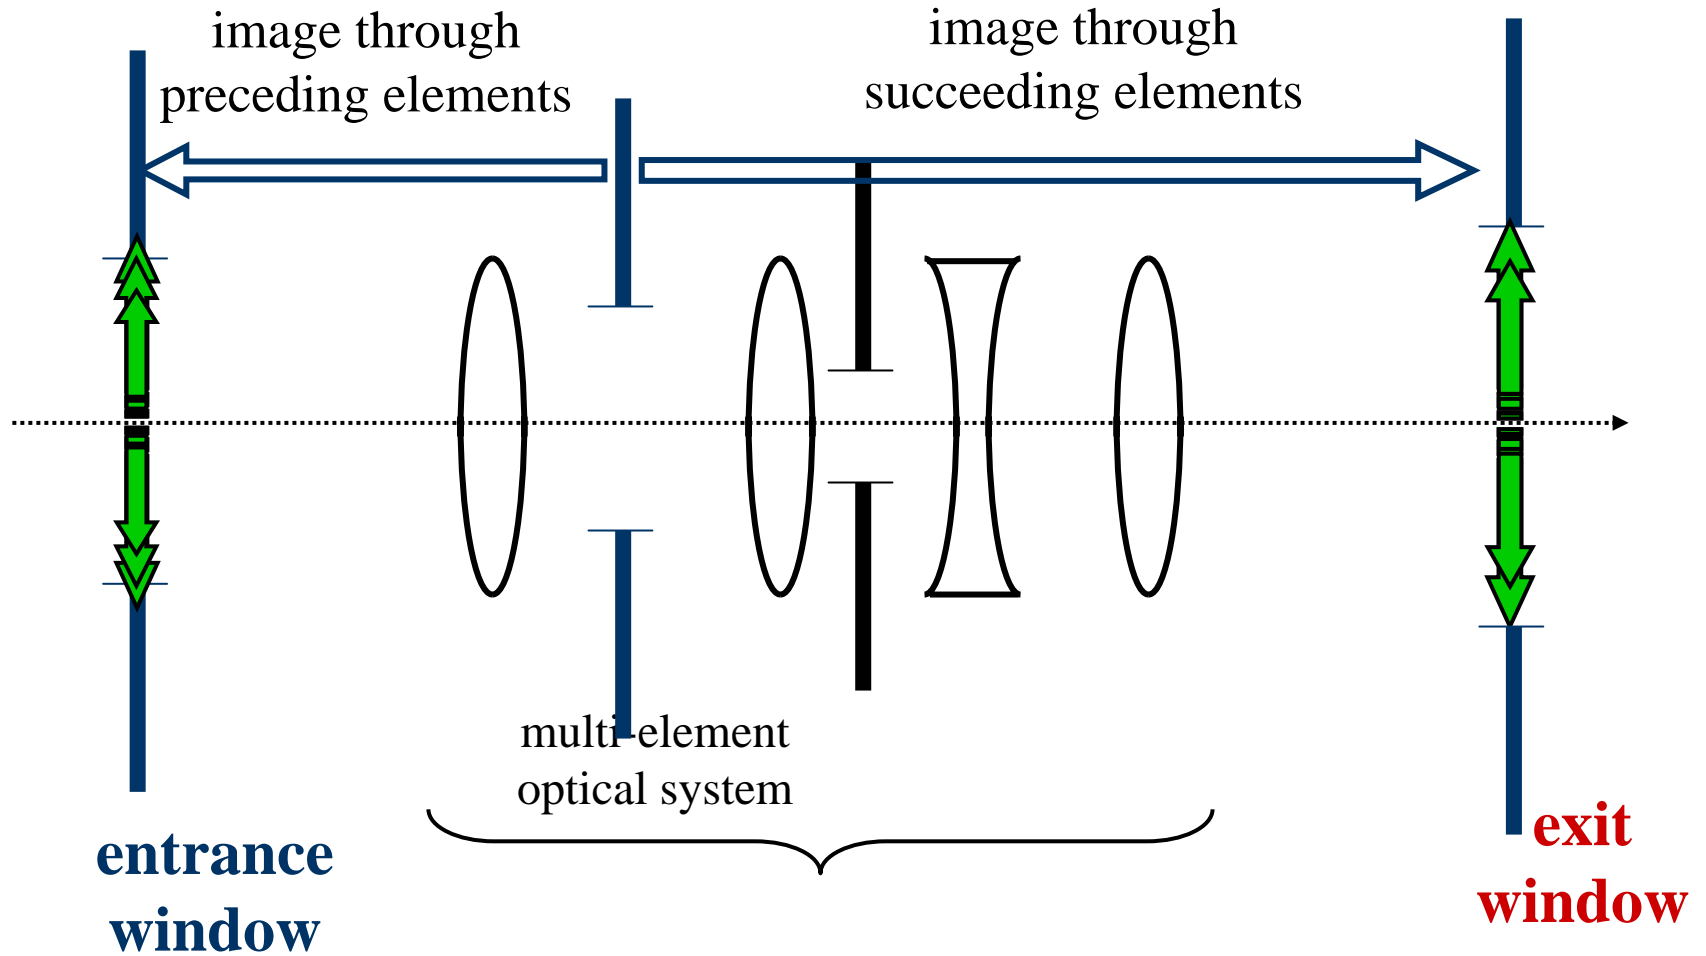 image through
preceding elements
image through
succeeding elements
multi-element
optical system
entrance
window
exit
window